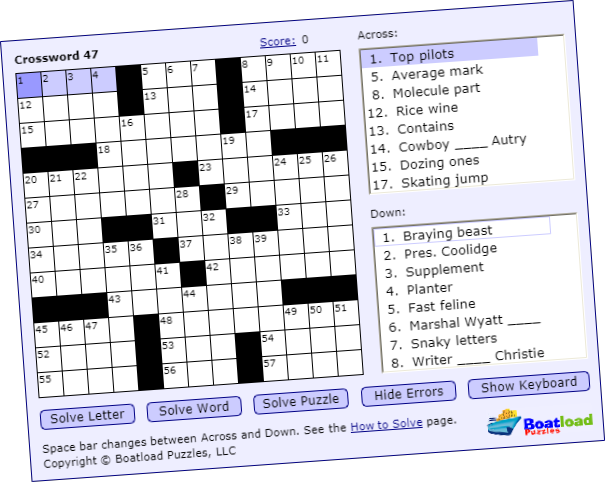 Crossword 47
Score: 0
1 2 3 4 5 6 7 8 9 10 11
12 13 14
15 16 17
18 19
20 21 22 23 24 25 26
27 28 29
30 31 32 33
34 35 36 37 38 39
40 41 42
43 44
45 46 47 48 49 50 51
52 53 54
55 56 57
Across:
1. Top pilots
5. Average mark
8. Molecule part
12. Rice wine
13. Contains
14. Cowboy ____ Autry
15. Dozing ones
17. Skating jump
Down:
1. Braying beast
2. Pres. Coolidge
3. Supplement
4. Planter
5. Fast feline
6. Marshal Wyatt ____
7. Snaky letters
8. Writer ____ Christie
Solve Letter Solve Word Solve Puzzle Hide Errors Show Keyboard
Space bar changes between Across and Down. See the How to Solve page.
Copyright © Boatload Puzzles, LLC
Boatload
Puzzles